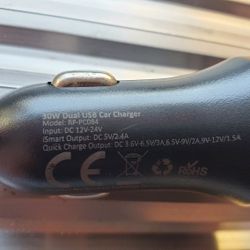 30W Dual USB Car Charger
Model: RP-PC084
Input: DC 12V-24V
iSmart Output: DC 5V/2.4A
Quick Charge Output: DC 3.6V-6.5V/3A,6.5V-9V/2A,9V-12V/1.5A
CE FC RoHS